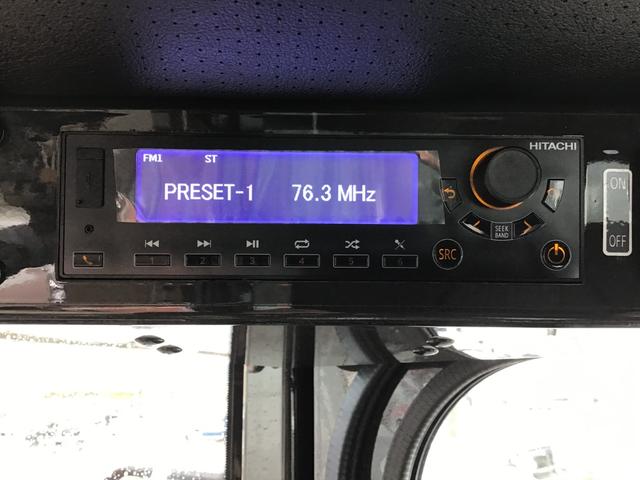 HITACHI
FM1 ST
PRESET-1 76.3 MHz
SEEK
BAND
SRC
1 2 3 4 5 6
ON
OFF